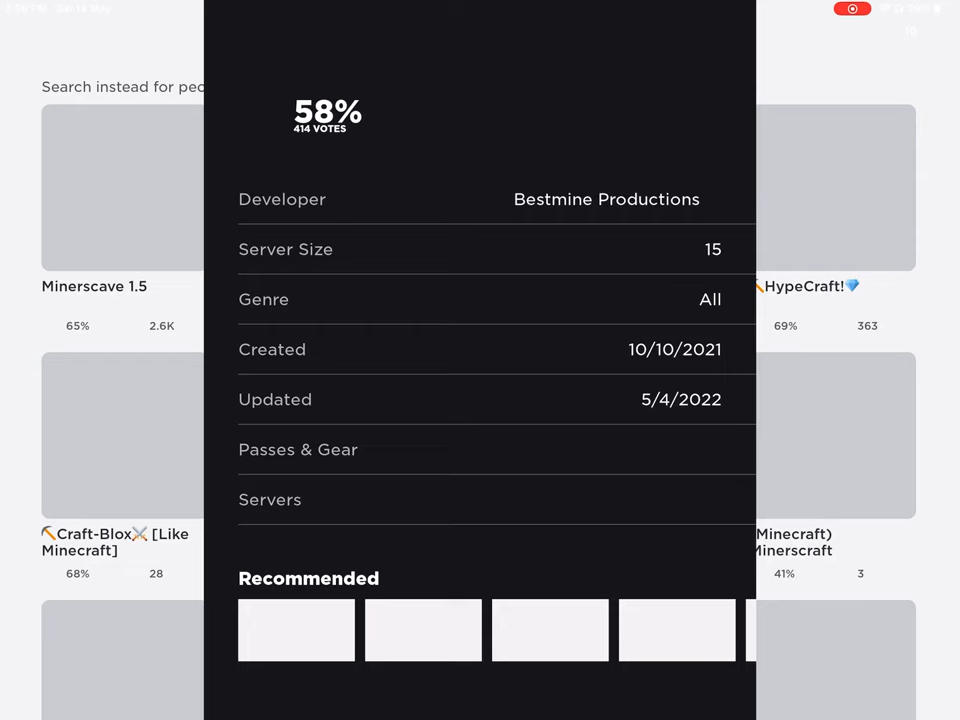 Search instead for peo
58%
414 VOTES
Developer Bestmine Productions
Server Size 15
Genre All
Created 10/10/2021
Updated 5/4/2022
Passes & Gear
Servers
Recommended
Minerscave 1.5
65% 2.6K
⛏️HypeCraft!💎
69% 363
⛏️Craft-Blox⚔️ [Like
Minecraft]
68% 28
Minecraft)
Minerscraft
41% 3